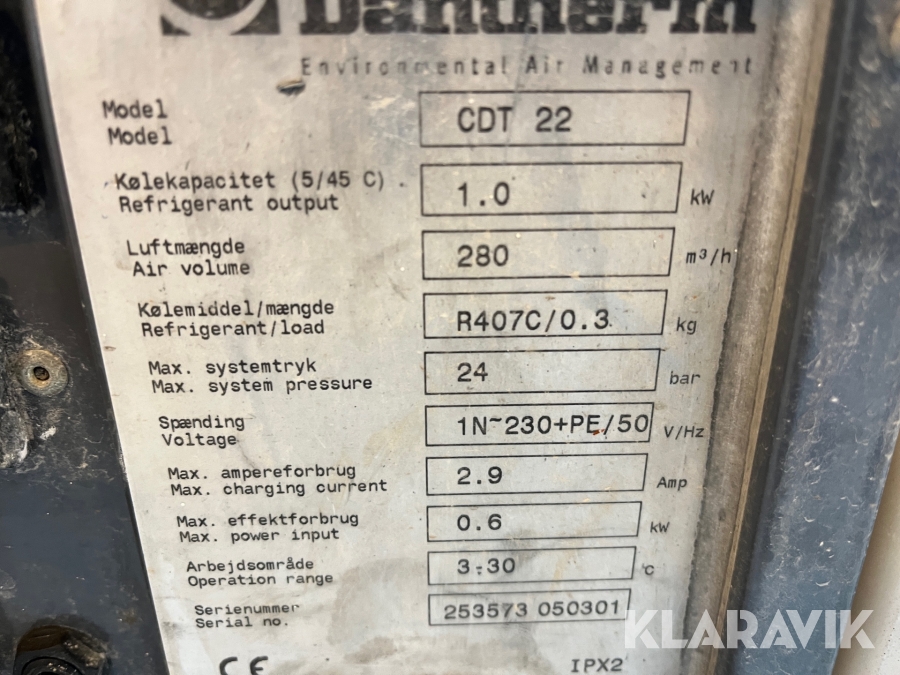 Dantherm
Environmental Air Management
Model
Model
CDT 22
Kølekapacitet (5/45 C)
Refrigerant output
1.0 kW
Luftmængde
Air volume
280 m³/h
Kølemiddel/mængde
Refrigerant/load
R407C/0.3 kg
Max. systemtryk
Max. system pressure
24 bar
Spænding
Voltage
1N~230+PE/50 V/Hz
Max. ampereforbrug
Max. charging current
2.9 Amp
Max. effektforbrug
Max. power input
0.6 kW
Arbejdsområde
Operation range
3-30 °C
Serienummer
Serial no.
253573 050301
CE IPX2
KLARAVIK